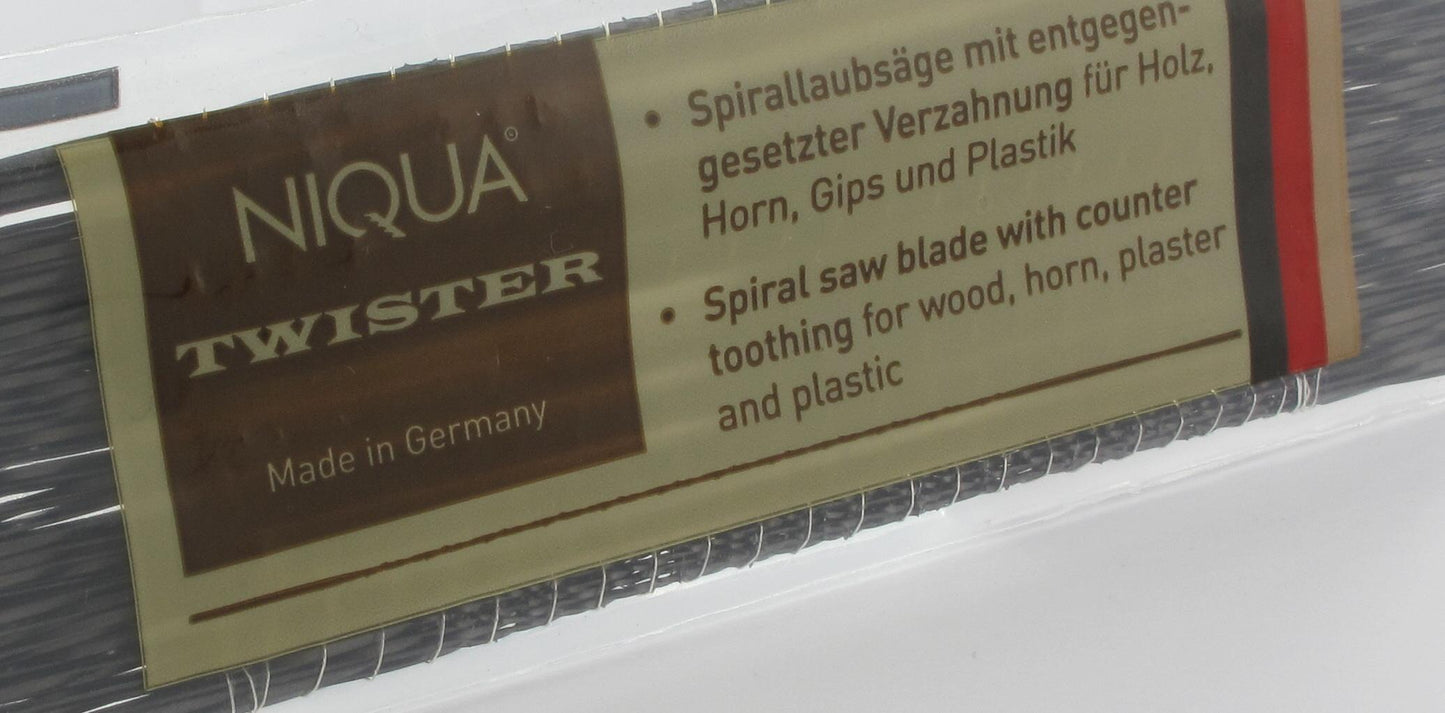 NIQUA®
TWISTER
Made in Germany
• Spirallaubsäge mit entgegen-
gesetzter Verzahnung für Holz,
Horn, Gips und Plastik
• Spiral saw blade with counter
toothing for wood, horn, plaster
and plastic